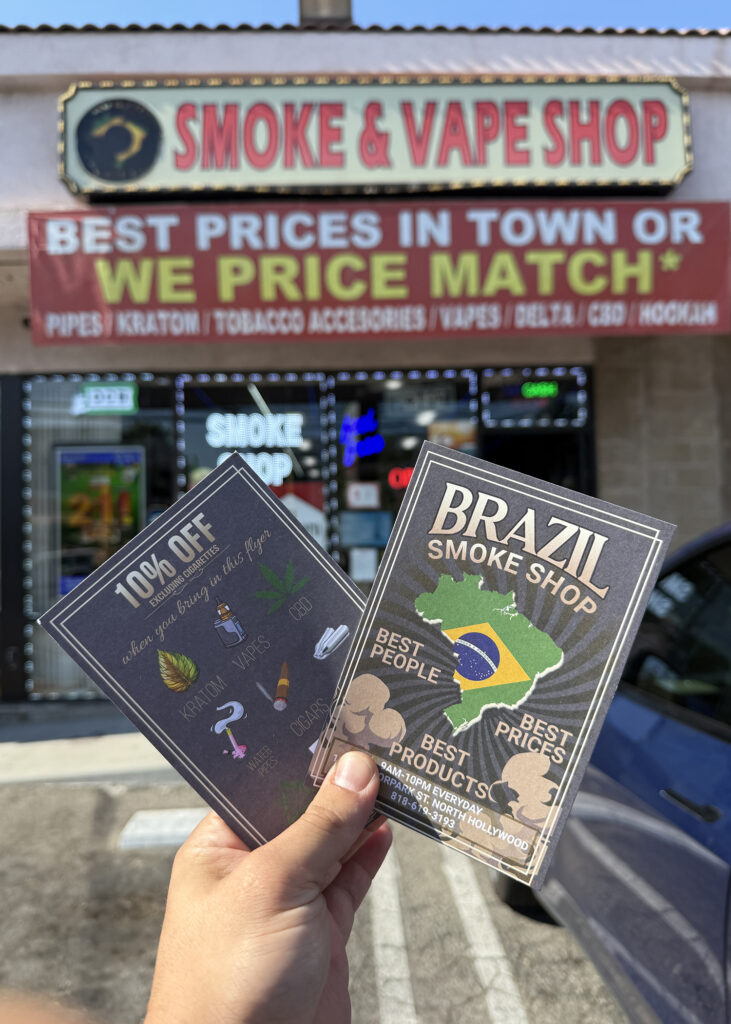 SMOKE & VAPE SHOP
BEST PRICES IN TOWN OR
WE PRICE MATCH*
PIPES / KRATOM / TOBACCO ACCESORIES / VAPES / DELTA / CBD / HOOKAH
SMOKE
SHOP
10% OFF
EXCLUDING CIGARETTES
when you bring in this flyer
CBD
VAPES
KRATOM
CIGARS
WATER
BRAZIL
SMOKE SHOP
BEST
PEOPLE
BEST
PRICES
BEST
PRODUCTS
9AM-10PM EVERYDAY
ORPARK ST. NORTH HOLLYWOOD
818-619-3193